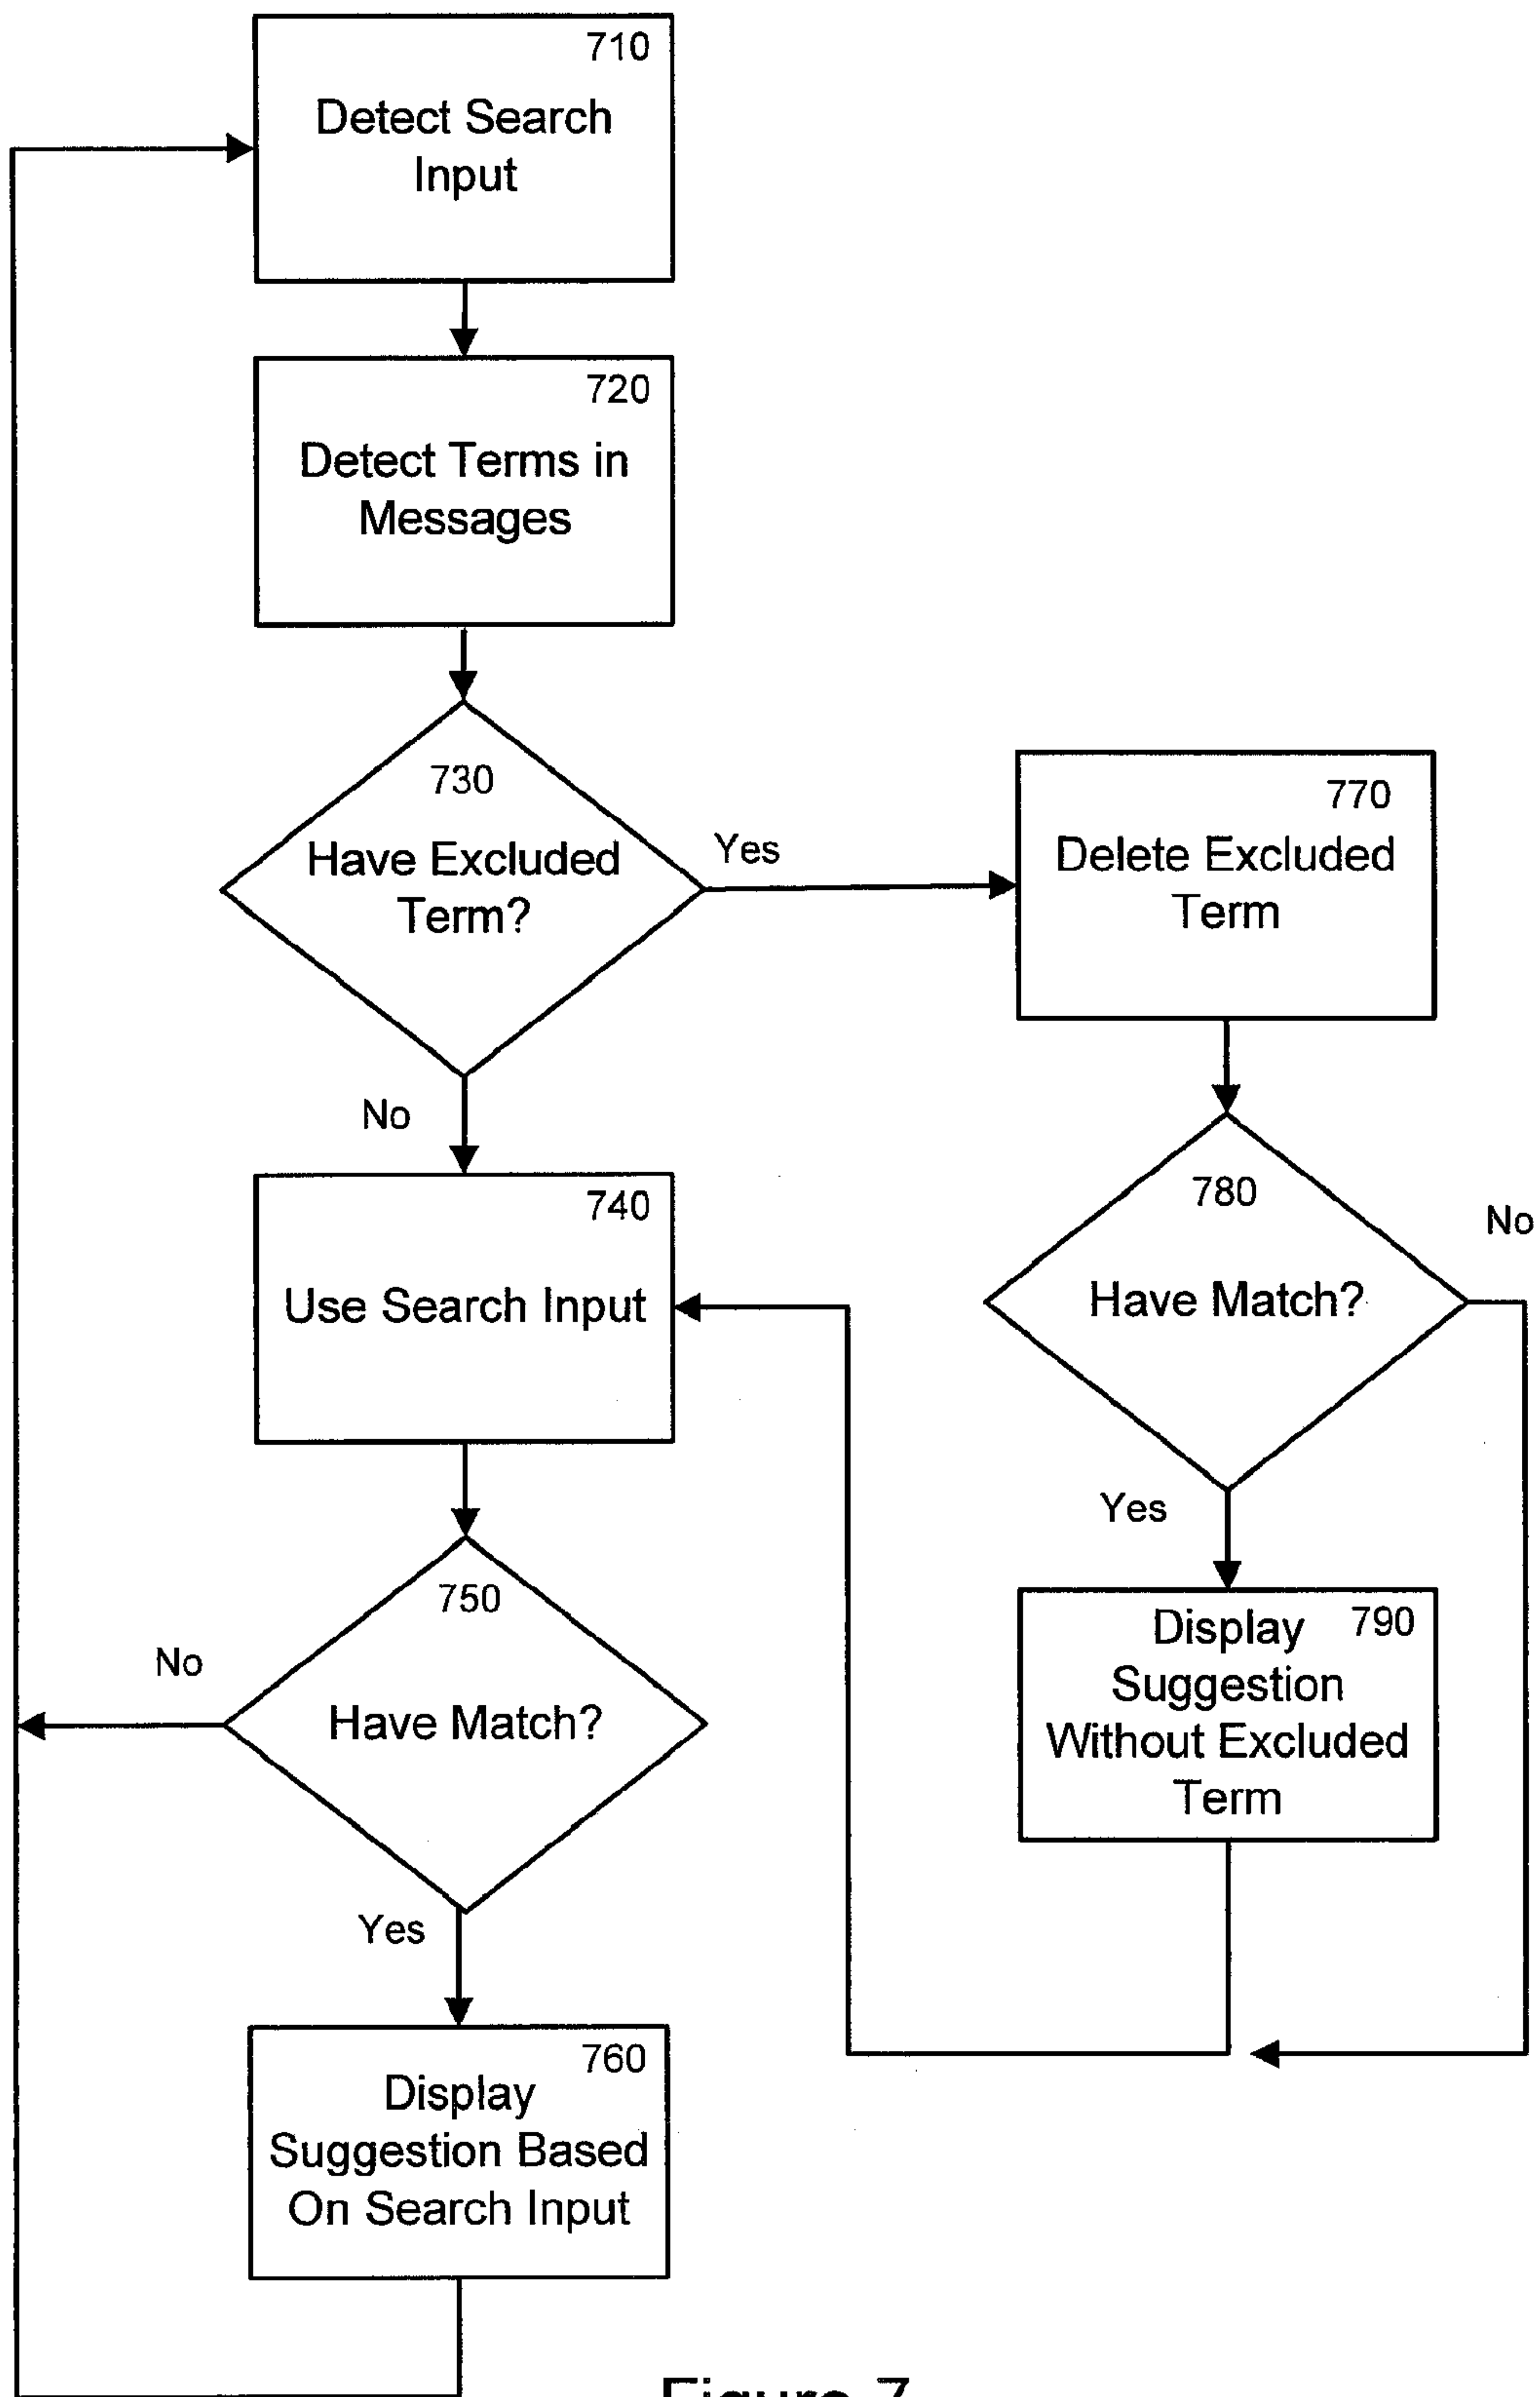 710
Detect Search
Input
720
Detect Terms in
Messages
730
Have Excluded
Term?
Yes
No
770
Delete Excluded
Term
740
Use Search Input
780
Have Match?
No
Yes
750
Have Match?
No
Yes
790
Display
Suggestion
Without Excluded
Term
760
Display
Suggestion Based
On Search Input
Figure 7